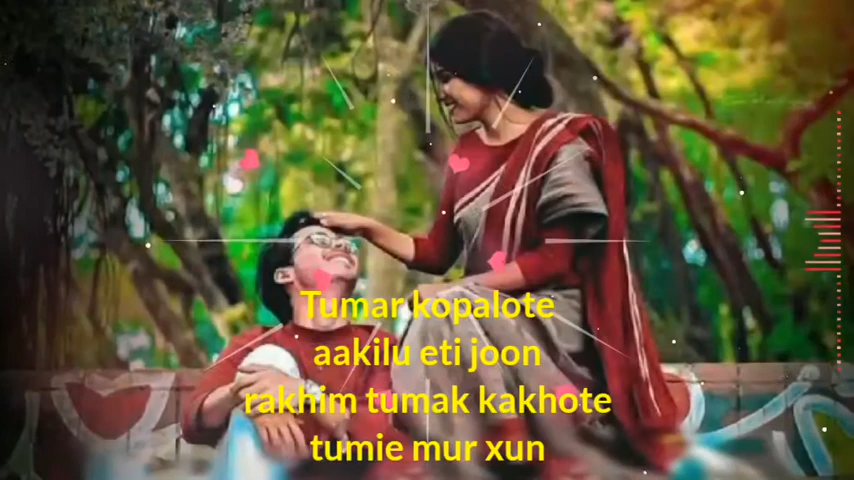 Tumar kopalote
aakilu eti joon
rakhim tumak kakhote
tumie mur xun